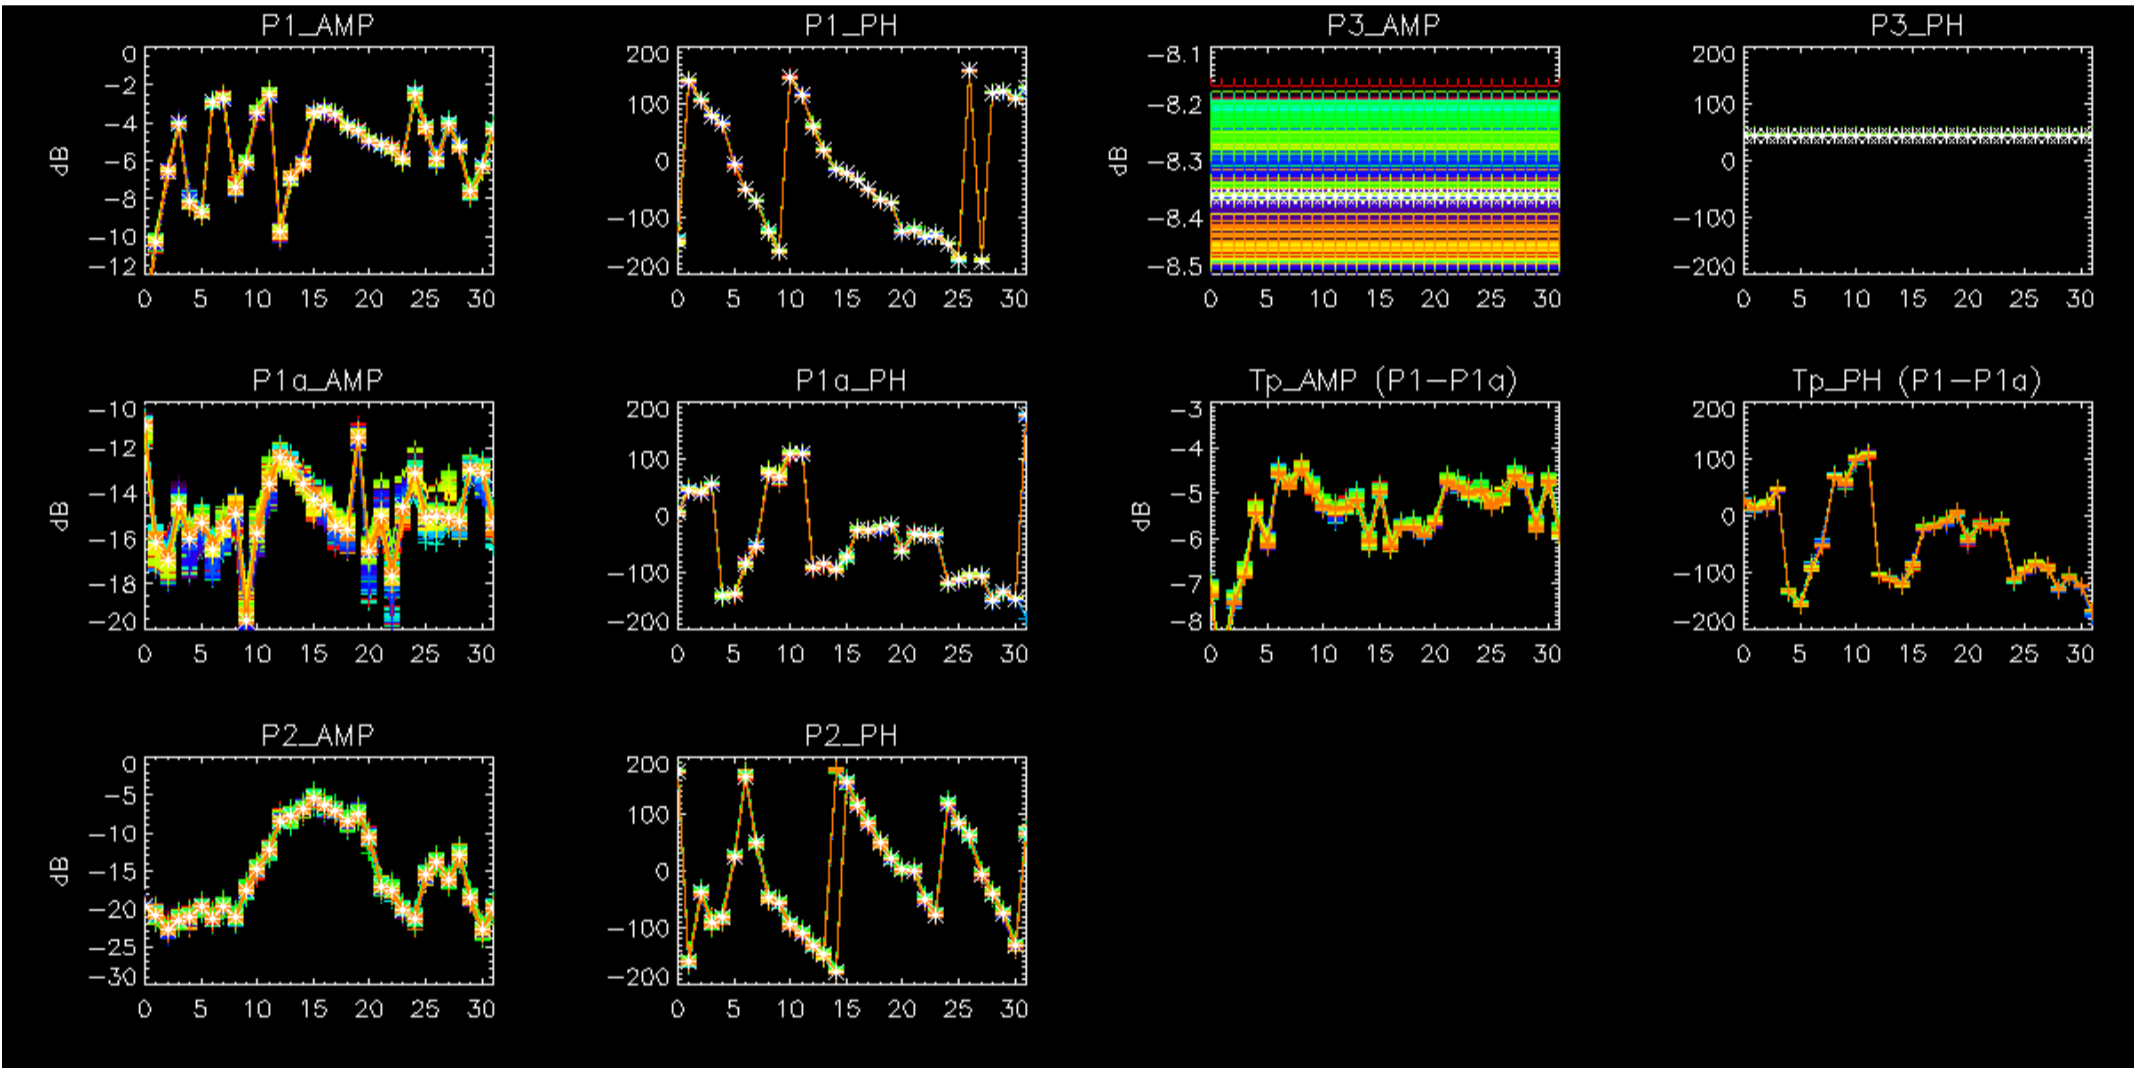 P1_AMP
P1_PH
P3_AMP
P3_PH
dB
0
−2
−4
−6
−8
−10
−12
0 5 10 15 20 25 30
200
100
0
−100
−200
0 5 10 15 20 25 30
dB
−8.1
−8.2
−8.3
−8.4
−8.5
0 5 10 15 20 25 30
200
100
0
−100
−200
0 5 10 15 20 25 30
P1a_AMP
P1a_PH
Tp_AMP (P1−P1a)
Tp_PH (P1−P1a)
dB
−10
−12
−14
−16
−18
−20
0 5 10 15 20 25 30
200
100
0
−100
−200
0 5 10 15 20 25 30
dB
−3
−4
−5
−6
−7
−8
0 5 10 15 20 25 30
200
100
0
−100
−200
0 5 10 15 20 25 30
P2_AMP
P2_PH
dB
0
−5
−10
−15
−20
−25
−30
0 5 10 15 20 25 30
200
100
0
−100
−200
0 5 10 15 20 25 30